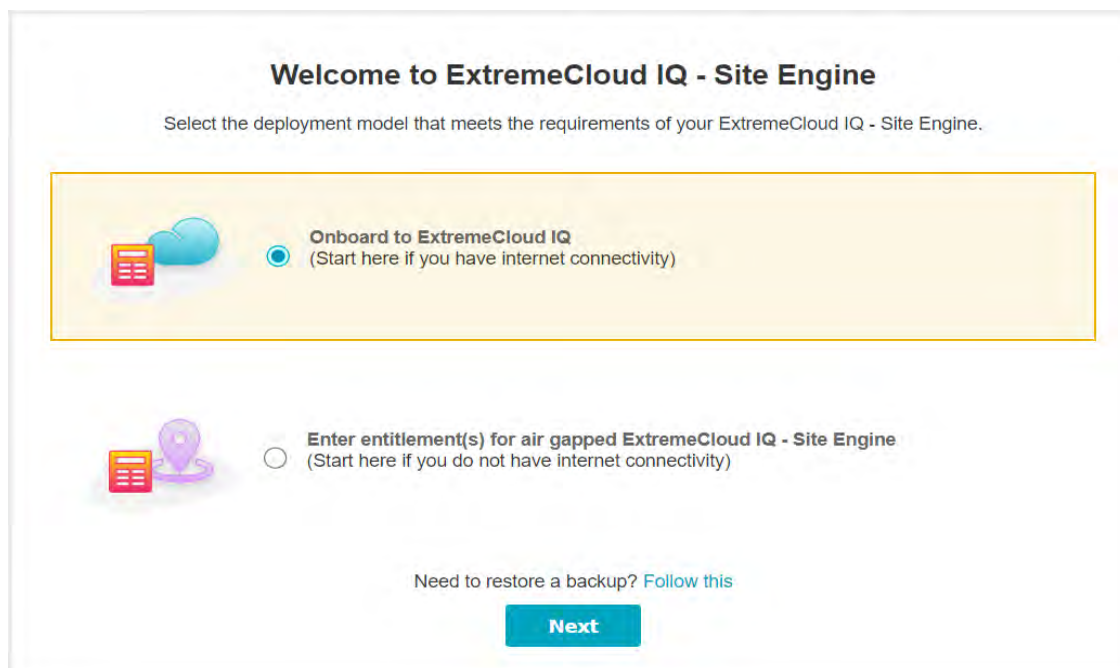 Welcome to ExtremeCloud IQ - Site Engine
Select the deployment model that meets the requirements of your ExtremeCloud IQ - Site Engine.
Onboard to ExtremeCloud IQ
(Start here if you have internet connectivity)
Enter entitlement(s) for air gapped ExtremeCloud IQ - Site Engine
(Start here if you do not have internet connectivity)
Need to restore a backup? Follow this
Next